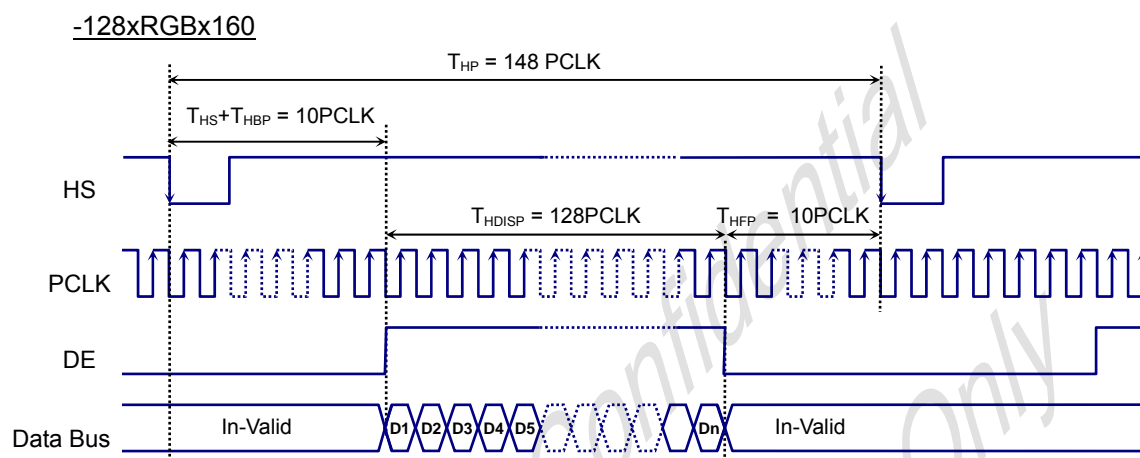 -128xRGBx160
THP = 148 PCLK
THS+THBP = 10PCLK
HS
THDISP = 128PCLK
THFP = 10PCLK
PCLK
DE
Data Bus
In-Valid
D1 D2 D3 D4 D5
Dn
In-Valid
Confidential
Only